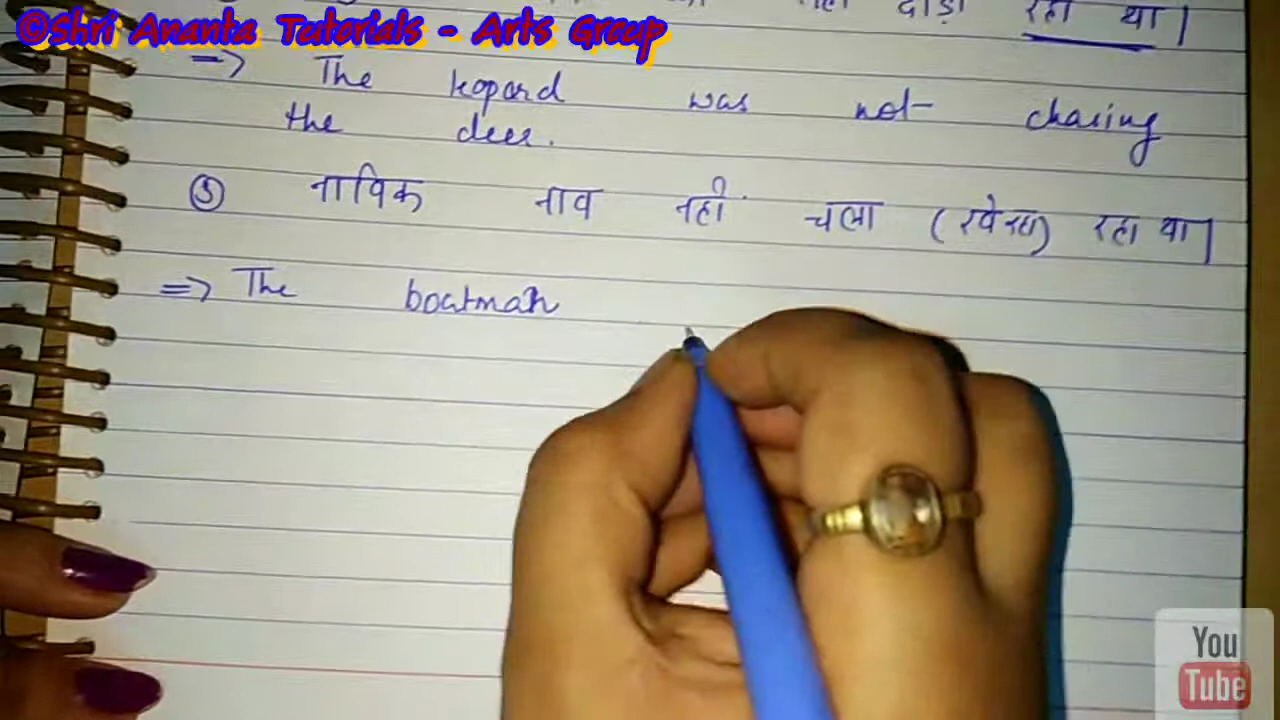 ©Shri Ananta Tutorials - Arts Group
रहा था।
=> The leopard was not chasing
the deer.
⑤ नाविक नाव नहीं चला (खे रहा) रहा था।
=> The boatman
You
Tube